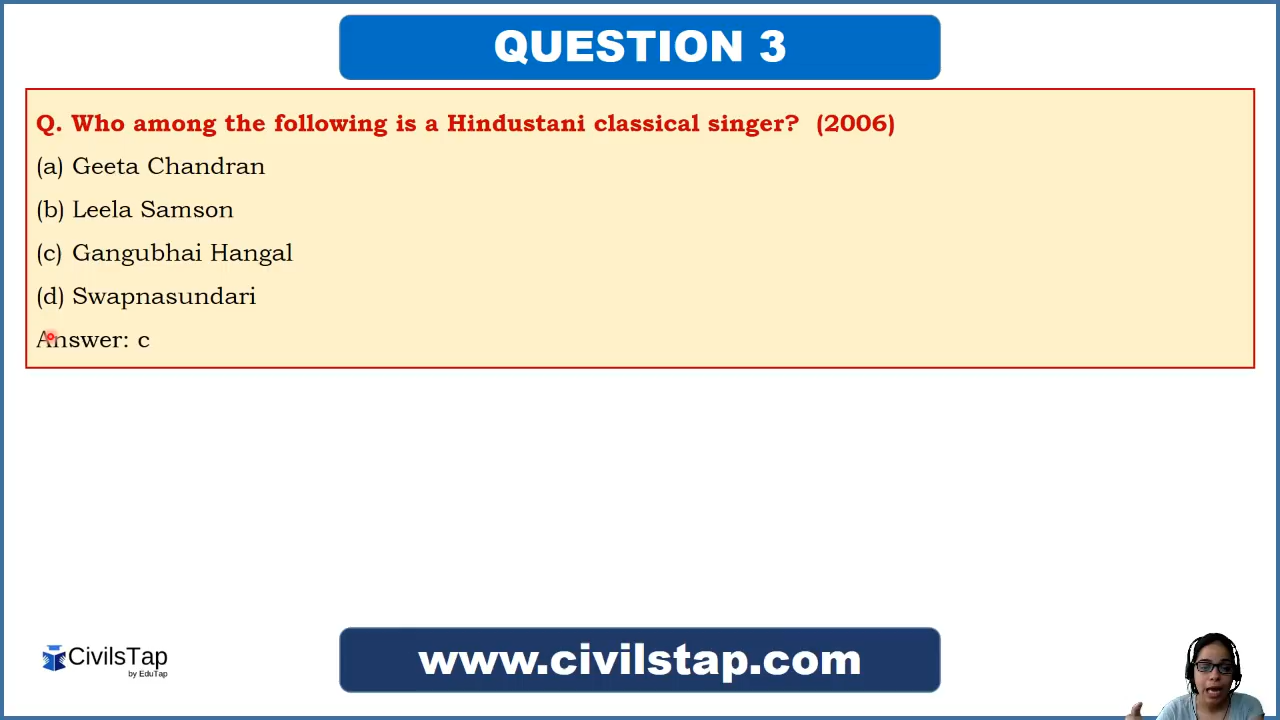 QUESTION 3
Q. Who among the following is a Hindustani classical singer? (2006)
(a) Geeta Chandran
(b) Leela Samson
(c) Gangubhai Hangal
(d) Swapnasundari
Answer: c
CivilsTap
by EduTap
www.civilstap.com